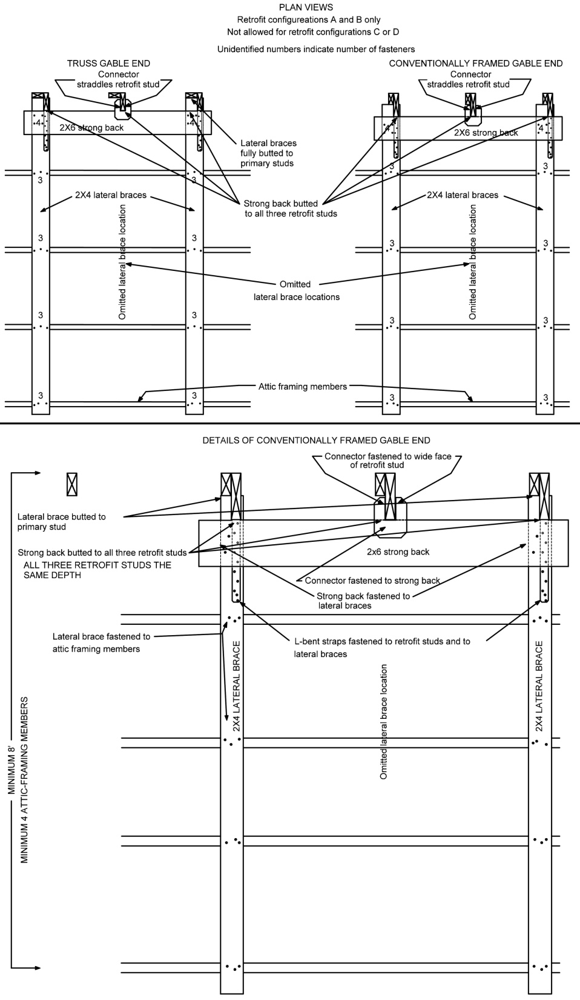 PLAN VIEWS
Retrofit configureations A and B only
Not allowed for retrofit configurations C or D
Unidentified numbers indicate number of fasteners
TRUSS GABLE END
Connector
straddles retrofit stud
4
4
2X6 strong back
Lateral braces
fully butted to
primary studs
3
3
2X4 lateral braces
3
3
Omitted lateral brace location
3
3
3
3
CONVENTIONALLY FRAMED GABLE END
Connector
straddles retrofit stud
4
4
2X6 strong back
3
3
2X4 lateral braces
Strong back butted
to all three retrofit studs
3
3
Omitted lateral brace location
Omitted
lateral brace locations
3
3
Attic framing members
3
3
DETAILS OF CONVENTIONALLY FRAMED GABLE END
Connector fastened to wide face
of retrofit stud
Lateral brace butted to
primary stud
Strong back butted to all three retrofit studs
ALL THREE RETROFIT STUDS THE
SAME DEPTH
2x6 strong back
Connector fastened to strong back
Strong back fastened to
lateral braces
Lateral brace fastened to
attic framing members
L-bent straps fastened to retrofit studs and to
lateral braces
2X4 LATERAL BRACE
Omitted lateral brace location
2X4 LATERAL BRACE
MINIMUM 8'
MINIMUM 4 ATTIC-FRAMING MEMBERS